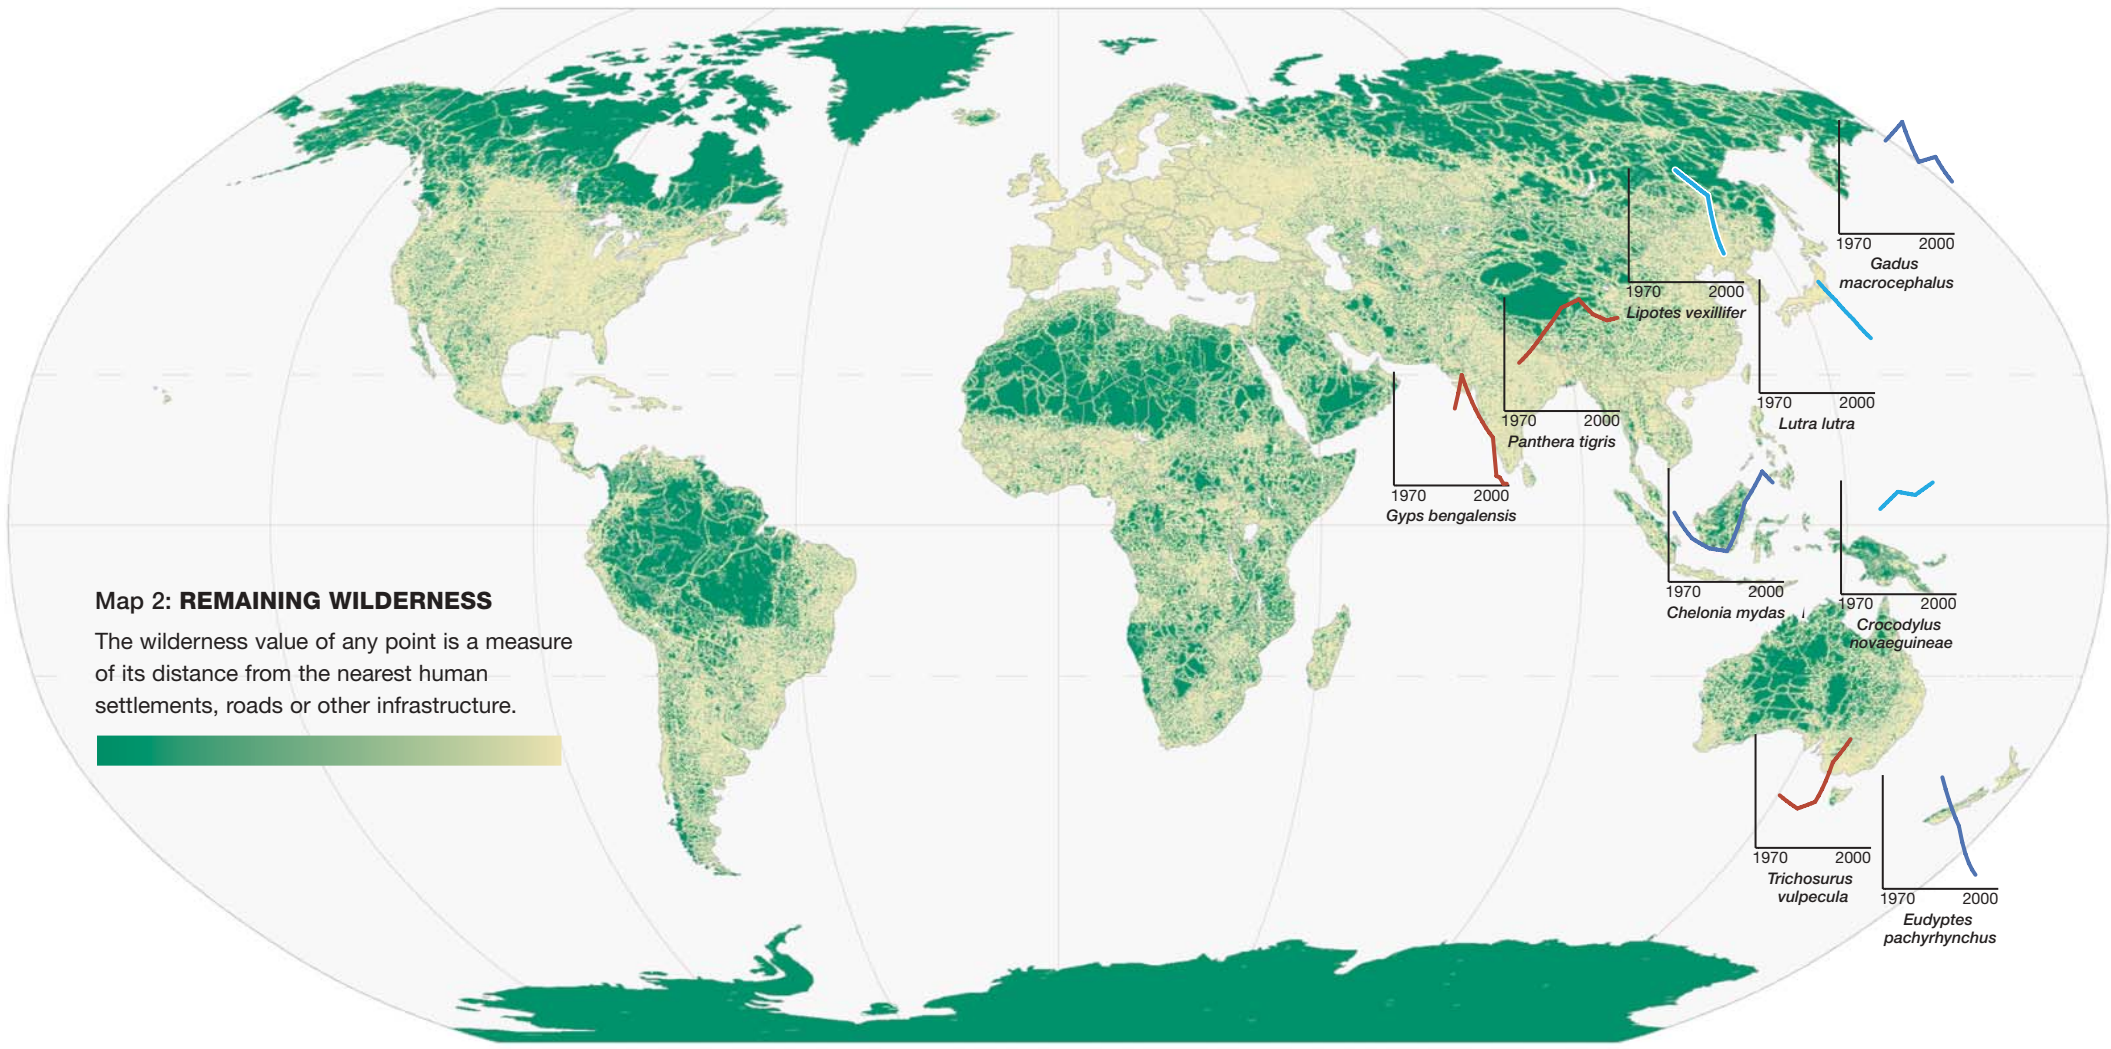 1970 2000
Gadus
macrocephalus
1970 2000
Lipotes vexillifer
1970 2000
Lutra lutra
1970 2000
Panthera tigris
1970 2000
Gyps bengalensis
1970 2000
Chelonia mydas
1970 2000
Crocodylus
novaeguineae
Map 2: REMAINING WILDERNESS
The wilderness value of any point is a measure
of its distance from the nearest human
settlements, roads or other infrastructure.
1970 2000
Trichosurus
vulpecula
1970 2000
Eudyptes
pachyrhynchus